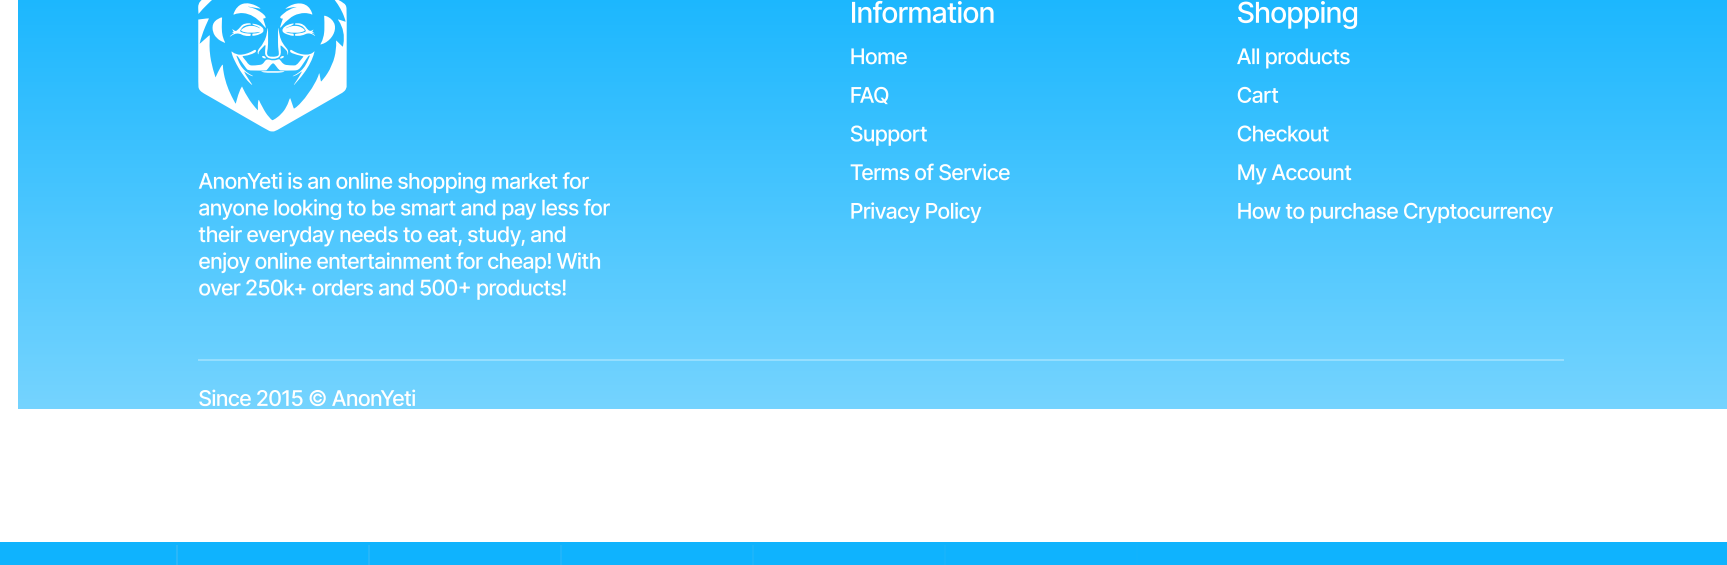 Information
Home
FAQ
Support
Terms of Service
Privacy Policy
Shopping
All products
Cart
Checkout
My Account
How to purchase Cryptocurrency
AnonYeti is an online shopping market for
anyone looking to be smart and pay less for
their everyday needs to eat, study, and
enjoy online entertainment for cheap! With
over 250k+ orders and 500+ products!
Since 2015 © AnonYeti